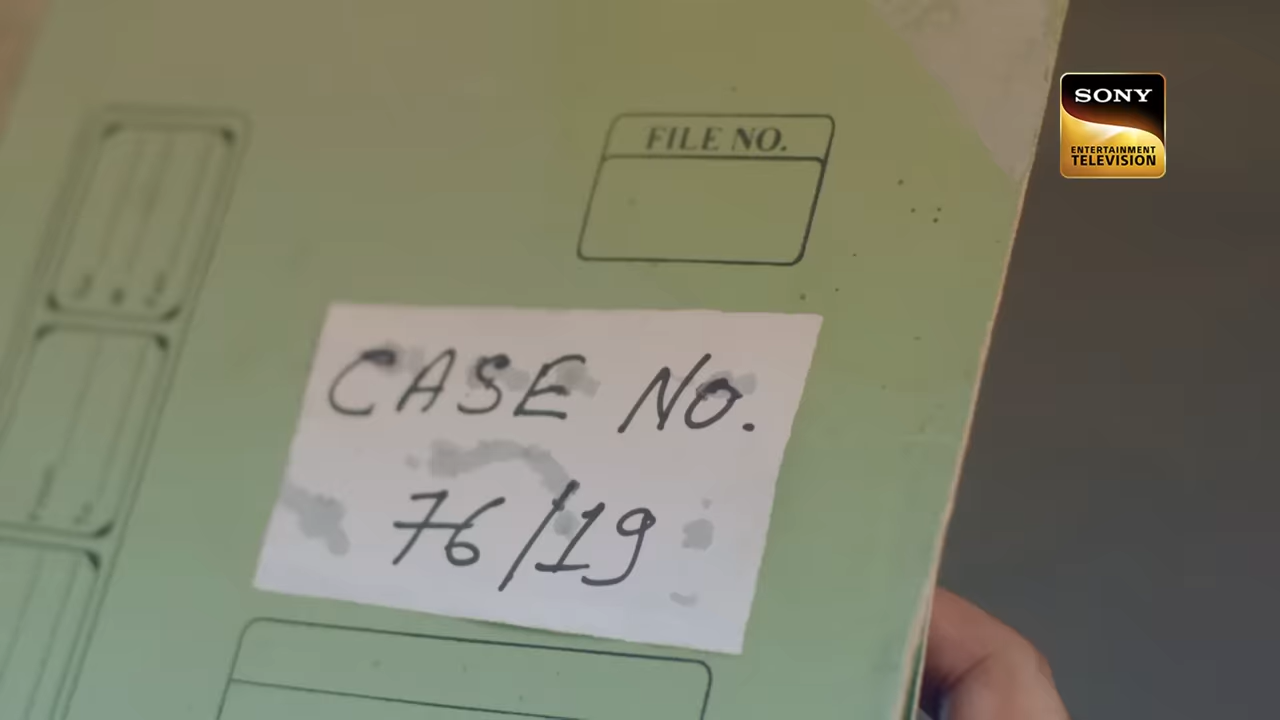 SONY
ENTERTAINMENT
TELEVISION
FILE NO.
CASE NO.
76/19